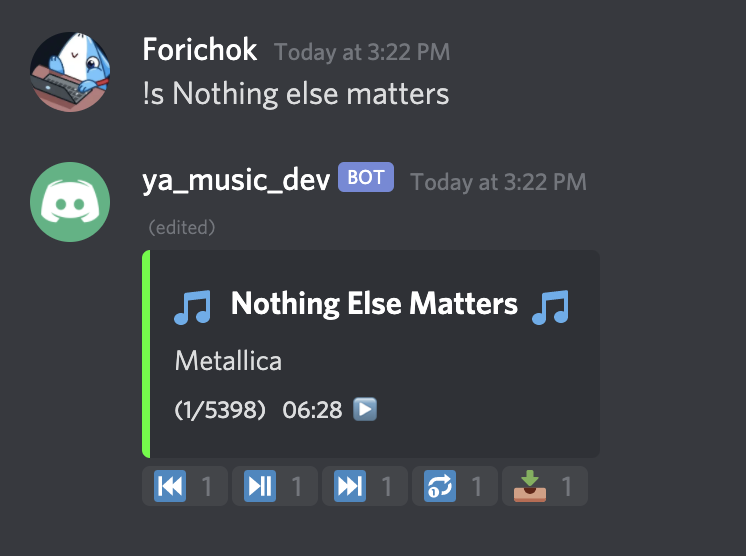 Forichok Today at 3:22 PM
!s Nothing else matters
ya_music_dev BOT Today at 3:22 PM
(edited)
🎵 Nothing Else Matters 🎵
Metallica
(1/5398) 06:28 ▶️
⏮️ 1 ⏯️ 1 ⏭️ 1 🔂 1 📥 1